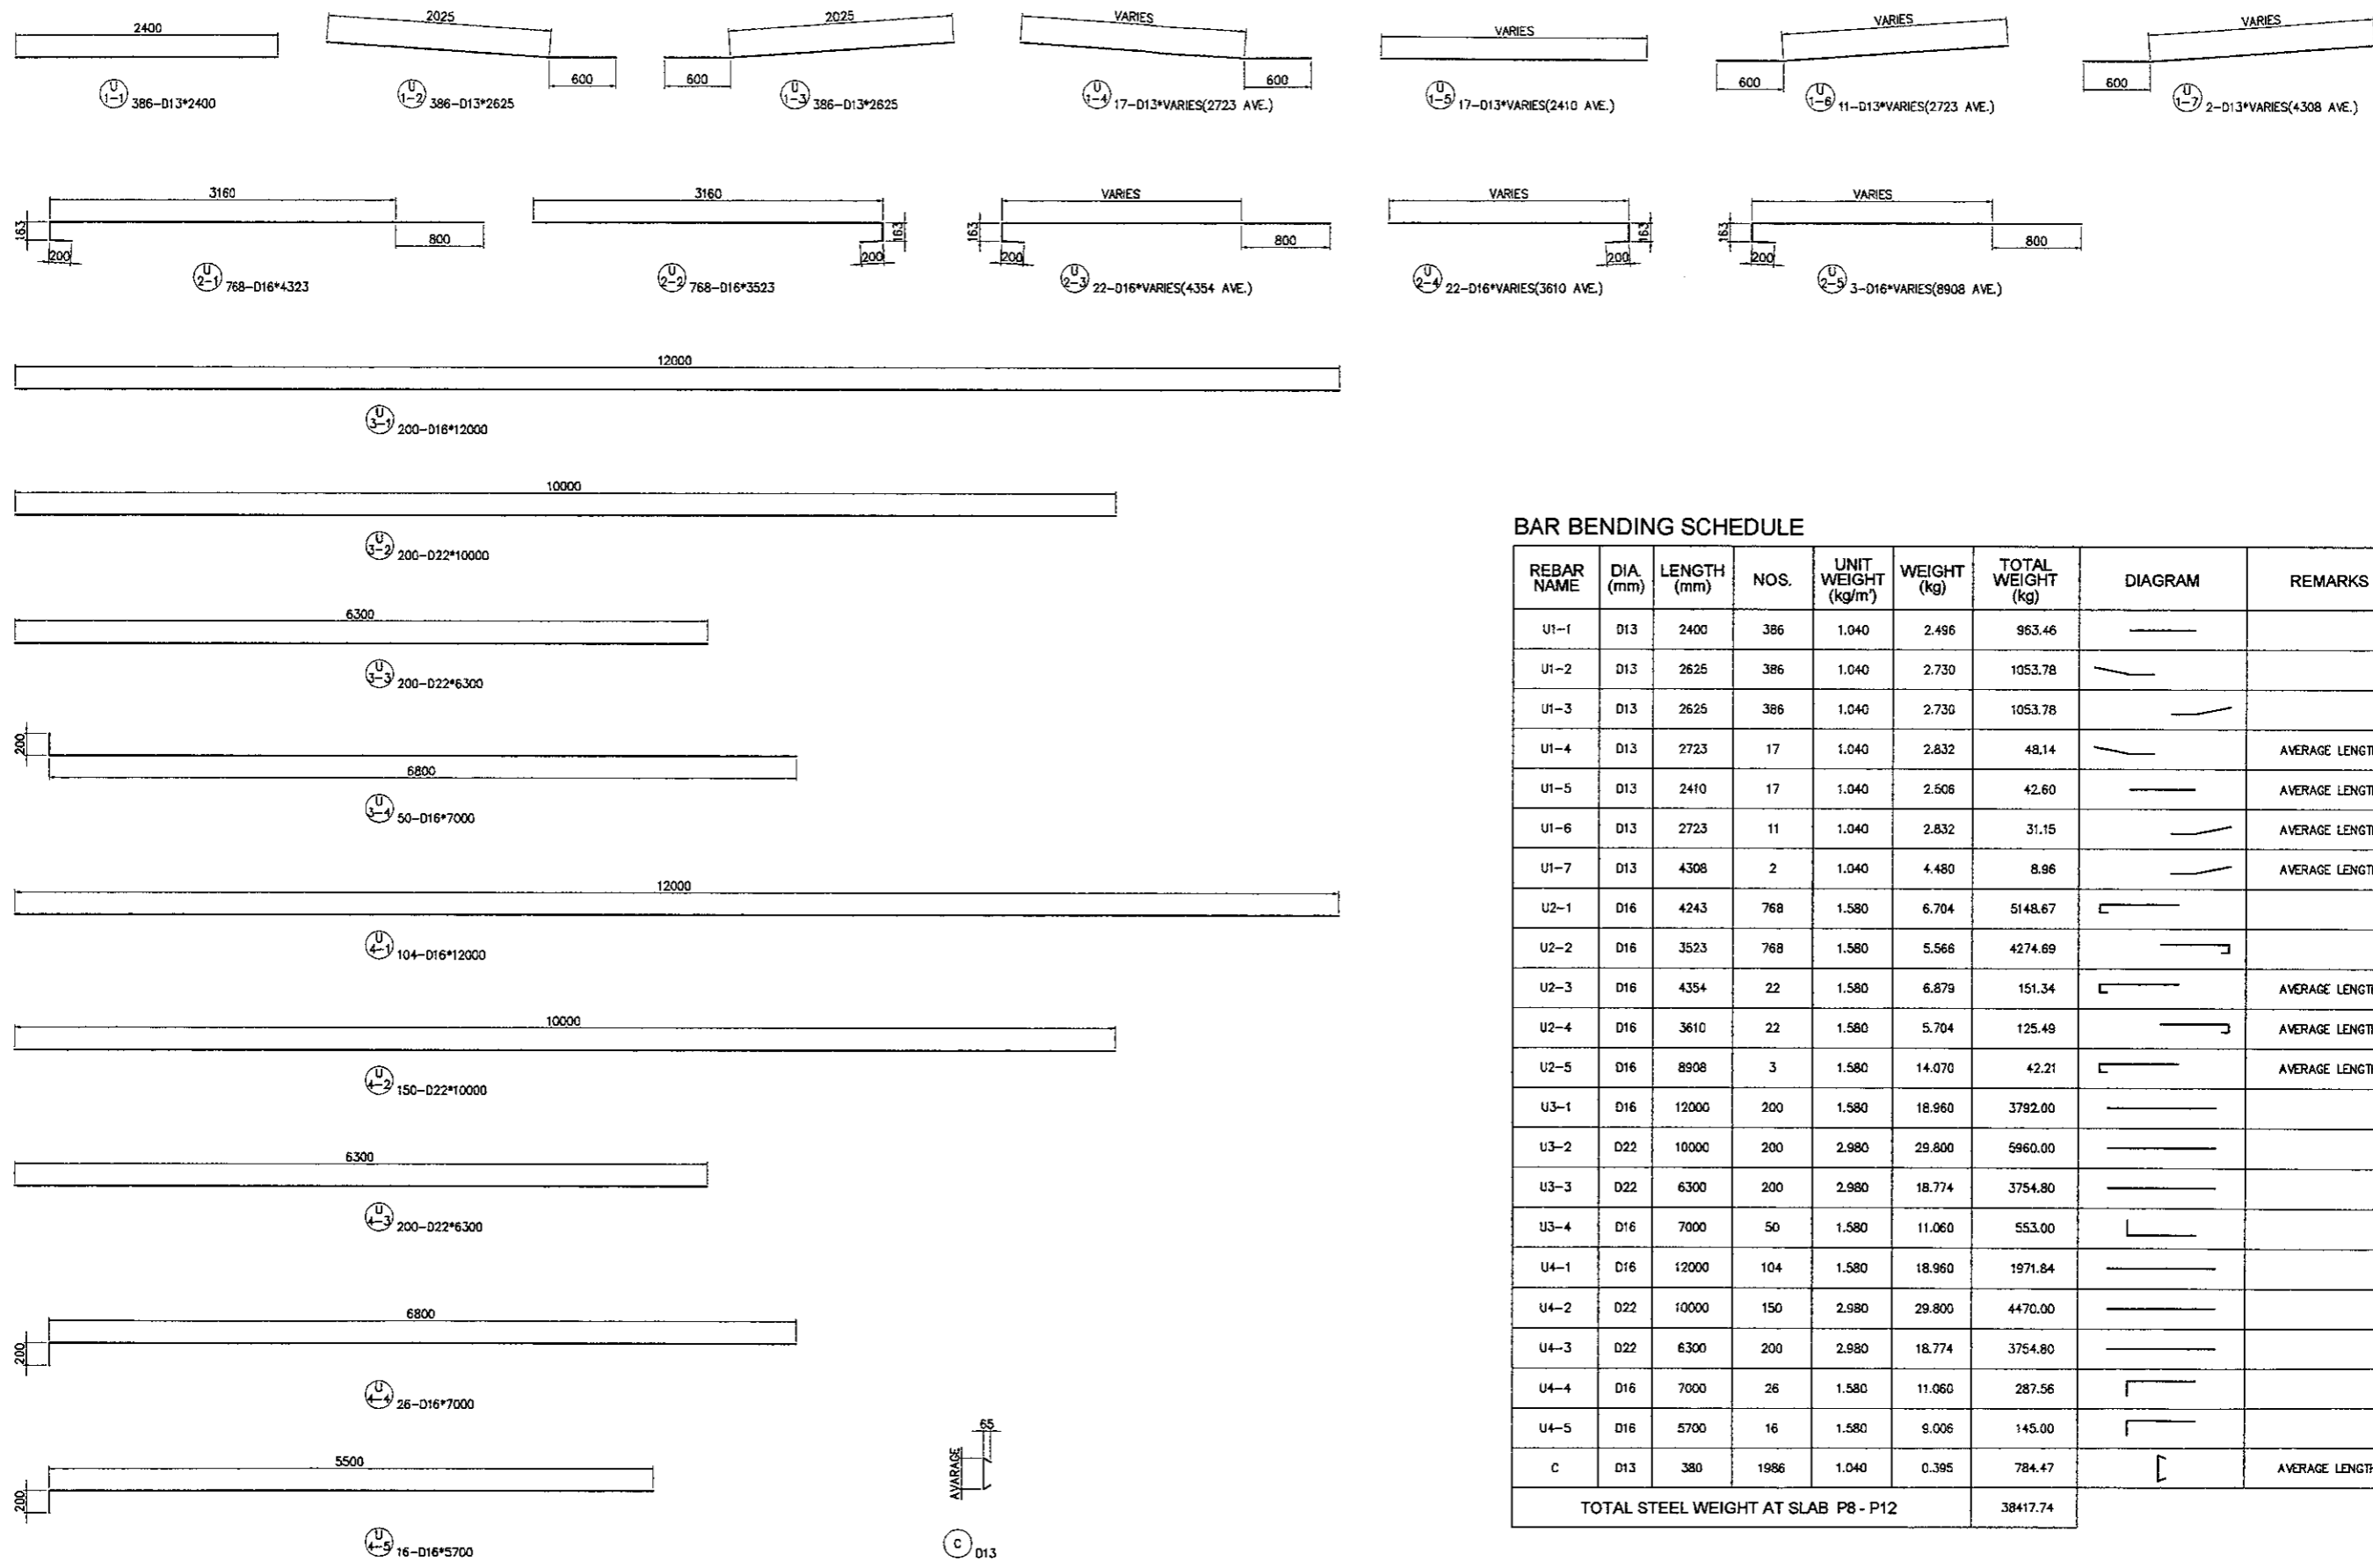 2400
2025
2025
VARIES
VARIES
VARIES
VARIES
600
600
600
600
600
U 1-1 386-D13*2400
U 1-2 386-D13*2625
U 1-3 386-D13*2625
U 1-4 17-D13*VARIES(2723 AVE.)
U 1-5 17-D13*VARIES(2410 AVE.)
U 1-6 11-D13*VARIES(2723 AVE.)
U 1-7 2-D13*VARIES(4308 AVE.)
3160
3160
VARIES
VARIES
VARIES
163
200
800
163
200
163
200
800
163
200
163
200
800
U 2-1 768-D16*4323
U 2-2 768-D16*3523
U 2-3 22-D16*VARIES(4354 AVE.)
U 2-4 22-D16*VARIES(3610 AVE.)
U 2-5 3-D16*VARIES(8908 AVE.)
12000
U 3-1 200-D16*12000
10000
U 3-2 200-D22*10000
6300
U 3-3 200-D22*6300
200
6800
U 3-4 50-D16*7000
12000
U 4-1 104-D16*12000
10000
U 4-2 150-D22*10000
6300
U 4-3 200-D22*6300
6800
200
U 4-4 26-D16*7000
5500
200
U 4-5 16-D16*5700
65
AVARAGE
C D13
BAR BENDING SCHEDULE
REBAR NAME DIA. (mm) LENGTH (mm) NOS. UNIT WEIGHT (kg/m') WEIGHT (kg) TOTAL WEIGHT (kg) DIAGRAM REMARKS
U1-1 D13 2400 386 1.040 2.496 963.46
U1-2 D13 2625 386 1.040 2.730 1053.78
U1-3 D13 2625 386 1.040 2.730 1053.78
U1-4 D13 2723 17 1.040 2.832 48.14 AVERAGE LENGTH
U1-5 D13 2410 17 1.040 2.506 42.60 AVERAGE LENGTH
U1-6 D13 2723 11 1.040 2.832 31.15 AVERAGE LENGTH
U1-7 D13 4308 2 1.040 4.480 8.96 AVERAGE LENGTH
U2-1 D16 4243 768 1.580 6.704 5148.67
U2-2 D16 3523 768 1.580 5.566 4274.69
U2-3 D16 4354 22 1.580 6.879 151.34 AVERAGE LENGTH
U2-4 D16 3610 22 1.580 5.704 125.49 AVERAGE LENGTH
U2-5 D16 8908 3 1.580 14.070 42.21 AVERAGE LENGTH
U3-1 D16 12000 200 1.580 18.960 3792.00
U3-2 D22 10000 200 2.980 29.800 5960.00
U3-3 D22 6300 200 2.980 18.774 3754.80
U3-4 D16 7000 50 1.580 11.060 553.00
U4-1 D16 12000 104 1.580 18.960 1971.84
U4-2 D22 10000 150 2.980 29.800 4470.00
U4-3 D22 6300 200 2.980 18.774 3754.80
U4-4 D16 7000 26 1.580 11.060 287.56
U4-5 D16 5700 16 1.580 9.006 145.00
C D13 380 1986 1.040 0.395 784.47 AVERAGE LENGTH
TOTAL STEEL WEIGHT AT SLAB P8 - P12 38417.74